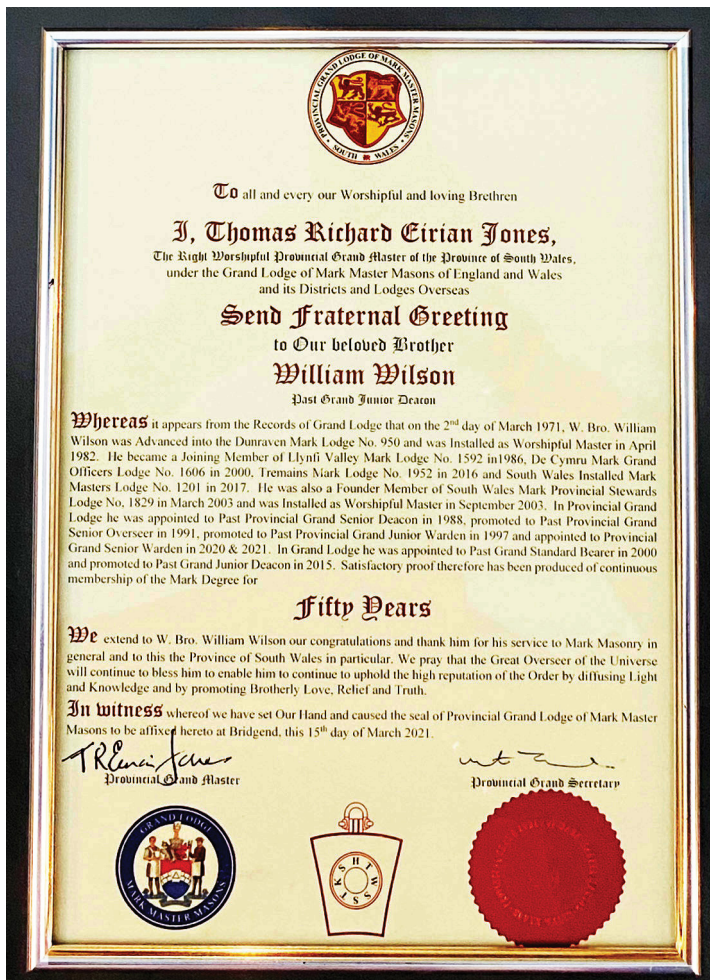 PROVINCIAL GRAND LODGE OF MARK MASTER MASONS
SOUTH WALES
To all and every our Worshipful and loving Brethren
I, Thomas Richard Eirian Jones,
The Right Worshipful Provincial Grand Master of the Province of South Wales,
under the Grand Lodge of Mark Master Masons of England and Wales
and its Districts and Lodges Overseas
Send Fraternal Greeting
to Our beloved Brother
William Wilson
Past Grand Junior Deacon
Whereas it appears from the Records of Grand Lodge that on the 2nd day of March 1971, W. Bro. William
Wilson was Advanced into the Dunraven Mark Lodge No. 950 and was Installed as Worshipful Master in April
1982. He became a Joining Member of Llynfi Valley Mark Lodge No. 1592 in1986, De Cymru Mark Grand
Officers Lodge No. 1606 in 2000, Tremains Mark Lodge No. 1952 in 2016 and South Wales Installed Mark
Masters Lodge No. 1201 in 2017. He was also a Founder Member of South Wales Mark Provincial Stewards
Lodge No, 1829 in March 2003 and was Installed as Worshipful Master in September 2003. In Provincial Grand
Lodge he was appointed to Past Provincial Grand Senior Deacon in 1988, promoted to Past Provincial Grand
Senior Overseer in 1991, promoted to Past Provincial Grand Junior Warden in 1997 and appointed to Provincial
Grand Senior Warden in 2020 & 2021. In Grand Lodge he was appointed to Past Grand Standard Bearer in 2000
and promoted to Past Grand Junior Deacon in 2015. Satisfactory proof therefore has been produced of continuous
membership of the Mark Degree for
Fifty Years
We extend to W. Bro. William Wilson our congratulations and thank him for his service to Mark Masonry in
general and to this the Province of South Wales in particular. We pray that the Great Overseer of the Universe
will continue to bless him to enable him to continue to uphold the high reputation of the Order by diffusing Light
and Knowledge and by promoting Brotherly Love, Relief and Truth.
In witness whereof we have set Our Hand and caused the seal of Provincial Grand Lodge of Mark Master
Masons to be affixed hereto at Bridgend, this 15th day of March 2021.
T R Eirian Jones
Provincial Grand Master
Provincial Grand Secretary
GRAND LODGE
MARK MASTER MASONS
H T W S S T K S